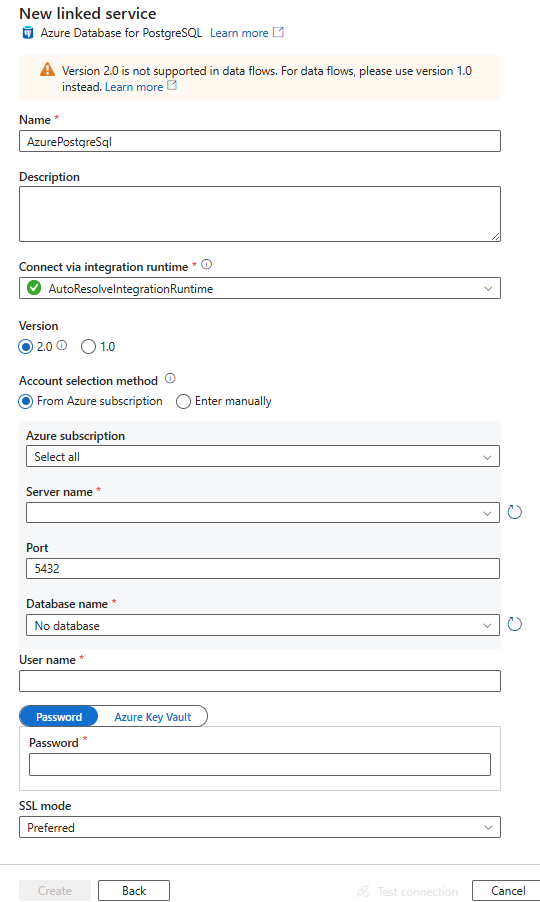 New linked service
Azure Database for PostgreSQL Learn more
Version 2.0 is not supported in data flows. For data flows, please use version 1.0
instead. Learn more
Name *
AzurePostgreSql
Description
Connect via integration runtime *
AutoResolveIntegrationRuntime
Version
2.0 1.0
Account selection method
From Azure subscription Enter manually
Azure subscription
Select all
Server name *
Port
5432
Database name *
No database
User name *
Password Azure Key Vault
Password *
SSL mode
Preferred
Create Back Test connection Cancel